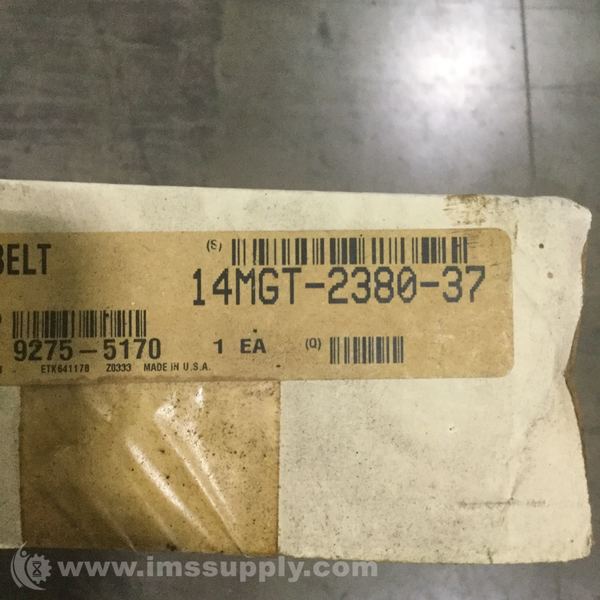 BELT
(S)
14MGT-2380-37
9275-5170
1 EA (Q)
ETK641178 Z0333 MADE IN U.S.A.
www.imssupply.com